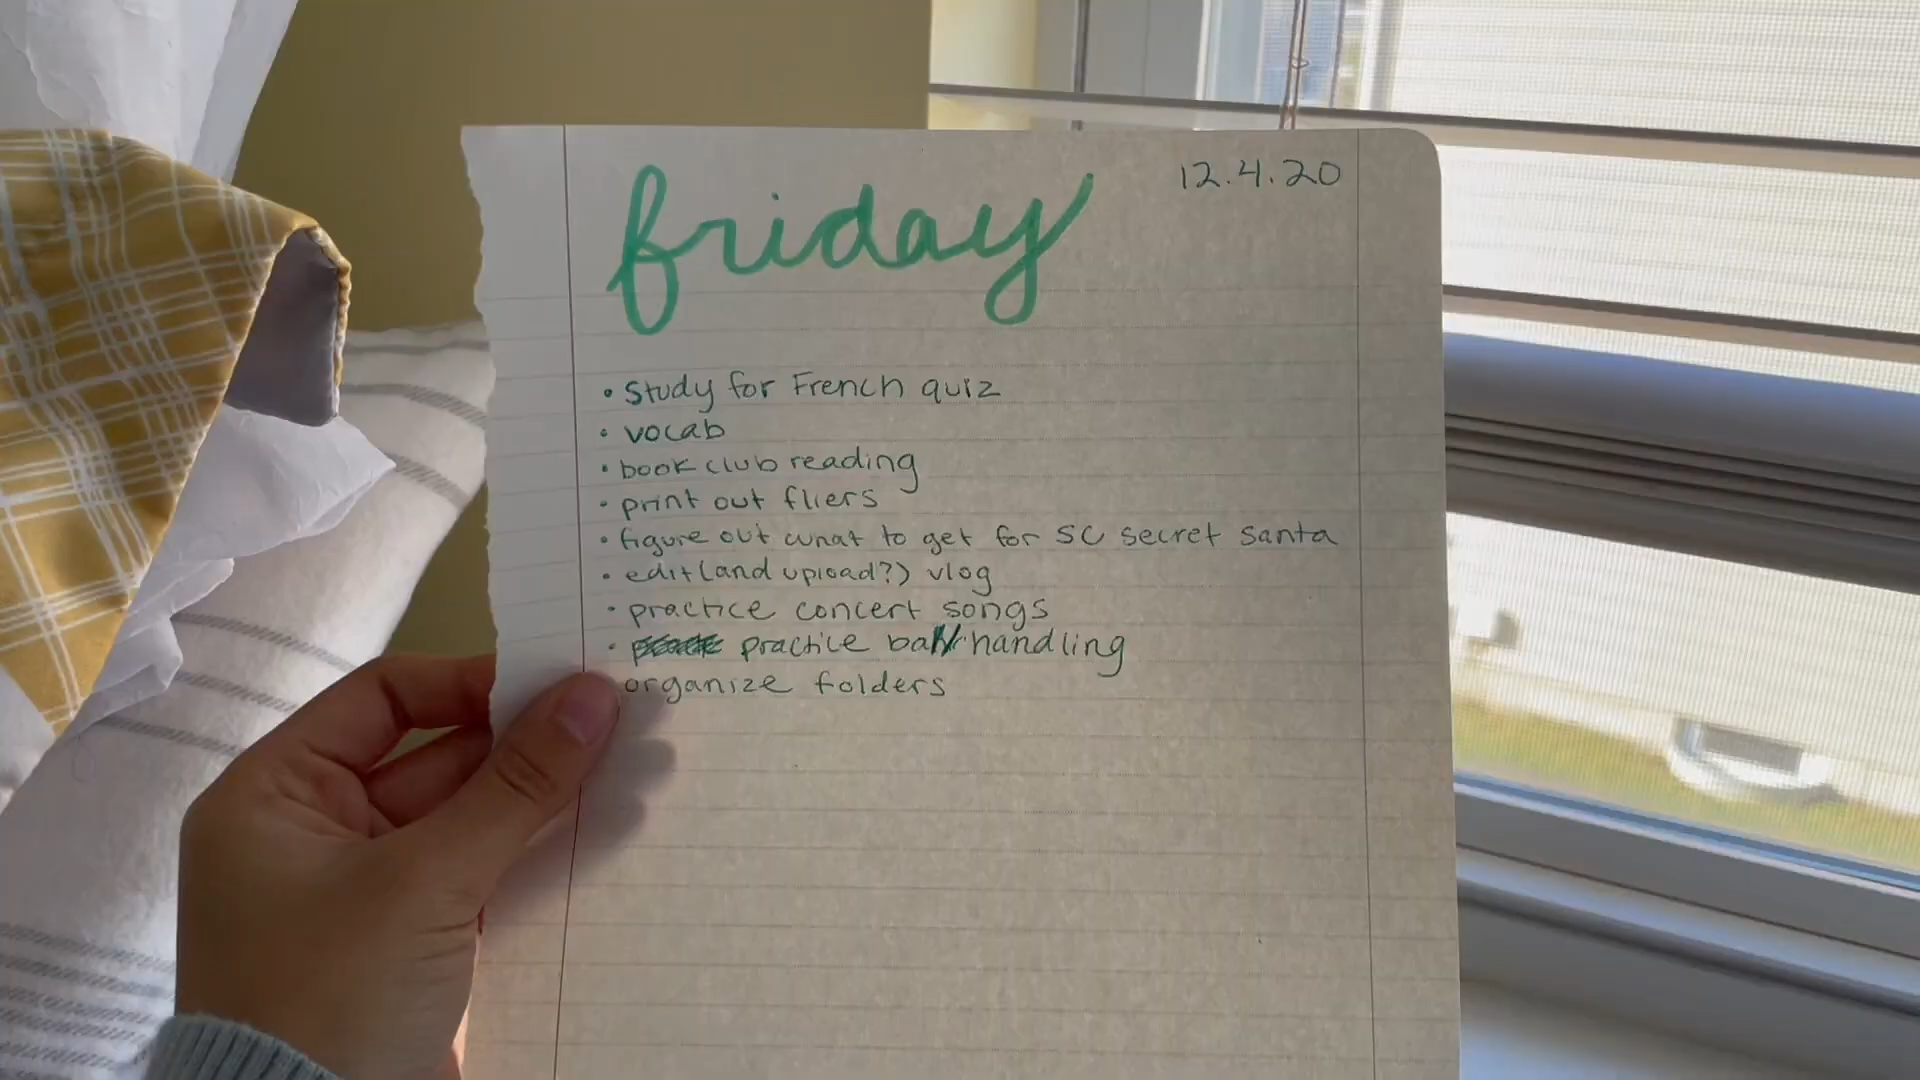 friday
12.4.20
• Study for French quiz
• vocab
• book club reading
• print out fliers
• figure out what to get for SC secret santa
• edit (and upload?) vlog
• practice concert songs
• practice ball handling
organize folders